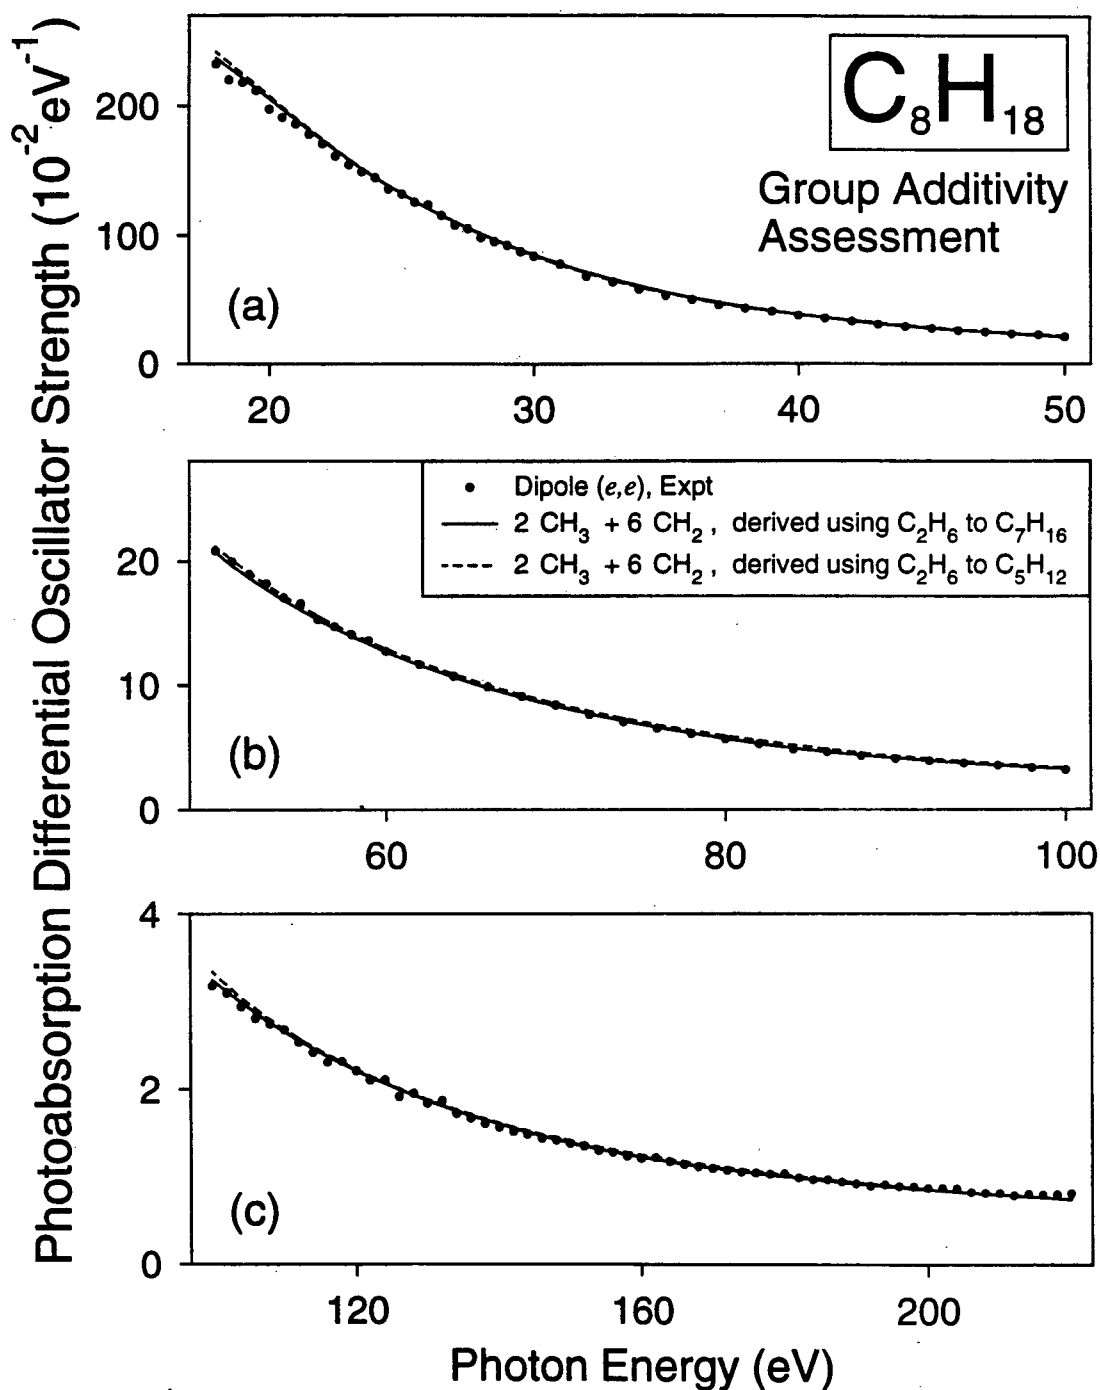 Photoabsorption Differential Oscillator Strength (10⁻² eV⁻¹)
C₈H₁₈
Group Additivity
Assessment
200
100
0
(a)
20 30 40 50
• Dipole (e,e), Expt
2 CH₃ + 6 CH₂ , derived using C₂H₆ to C₇H₁₆
2 CH₃ + 6 CH₂ , derived using C₂H₆ to C₅H₁₂
20
10
0
(b)
60 80 100
4
2
0
(c)
120 160 200
Photon Energy (eV)